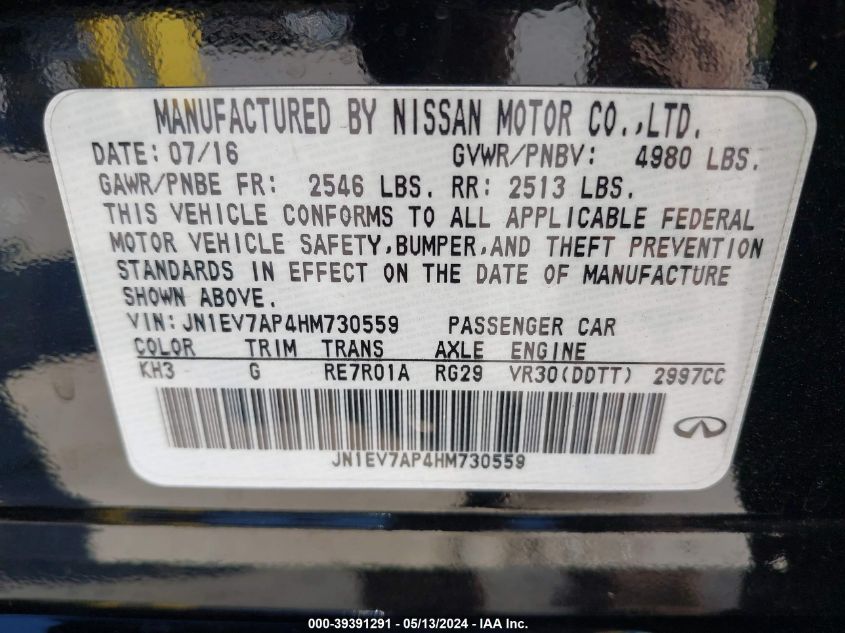 MANUFACTURED BY NISSAN MOTOR CO.,LTD.
DATE: 07/16 GVWR/PNBV: 4980 LBS.
GAWR/PNBE FR: 2546 LBS. RR: 2513 LBS.
THIS VEHICLE CONFORMS TO ALL APPLICABLE FEDERAL
MOTOR VEHICLE SAFETY,BUMPER,AND THEFT PREVENTION
STANDARDS IN EFFECT ON THE DATE OF MANUFACTURE
SHOWN ABOVE.
VIN:JN1EV7AP4HM730559 PASSENGER CAR
COLOR TRIM TRANS AXLE ENGINE
KH3 G RE7R01A RG29 VR30(DDTT) 2997CC
JN1EV7AP4HM730559
000-39391291 - 05/13/2024 - IAA, Inc.